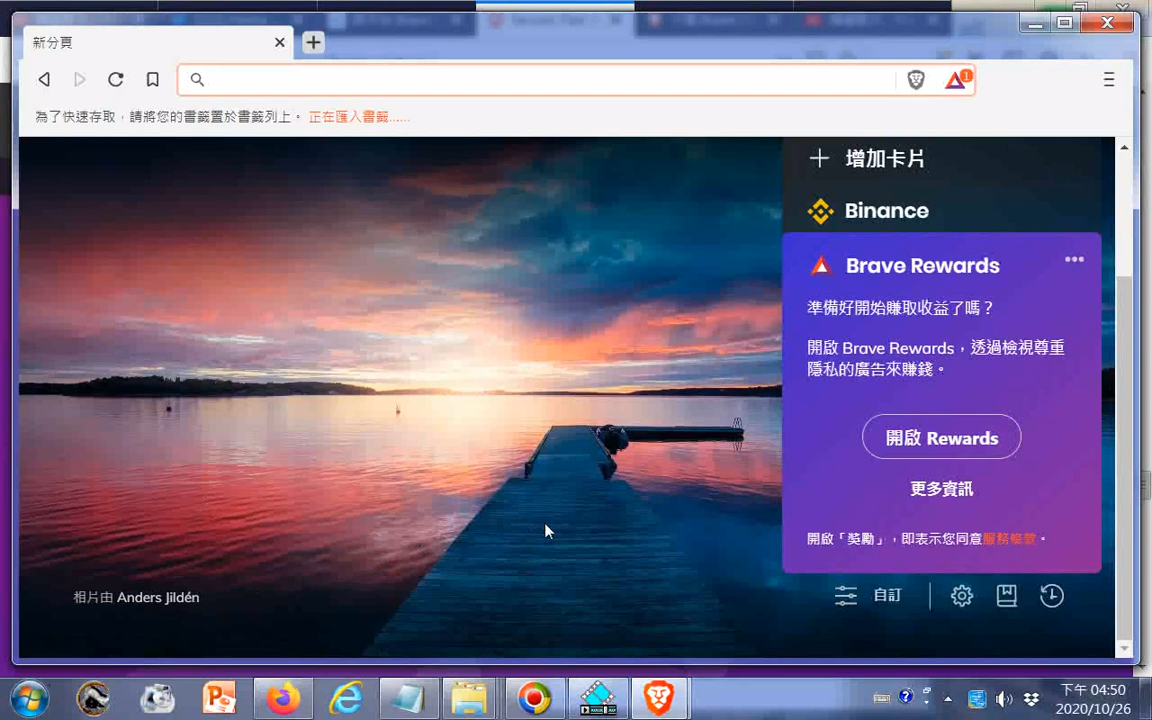 新分頁
1
為了快速存取，請將您的書籤置於書籤列上。 正在匯入書籤......
增加卡片
Binance
Brave Rewards
準備好開始賺取收益了嗎？
開啟 Brave Rewards，透過檢視尊重
隱私的廣告來賺錢。
開啟 Rewards
更多資訊
開啟「獎勵」，即表示您同意服務條款。
相片由 Anders Jildén
自訂
下午 04:50
2020/10/26